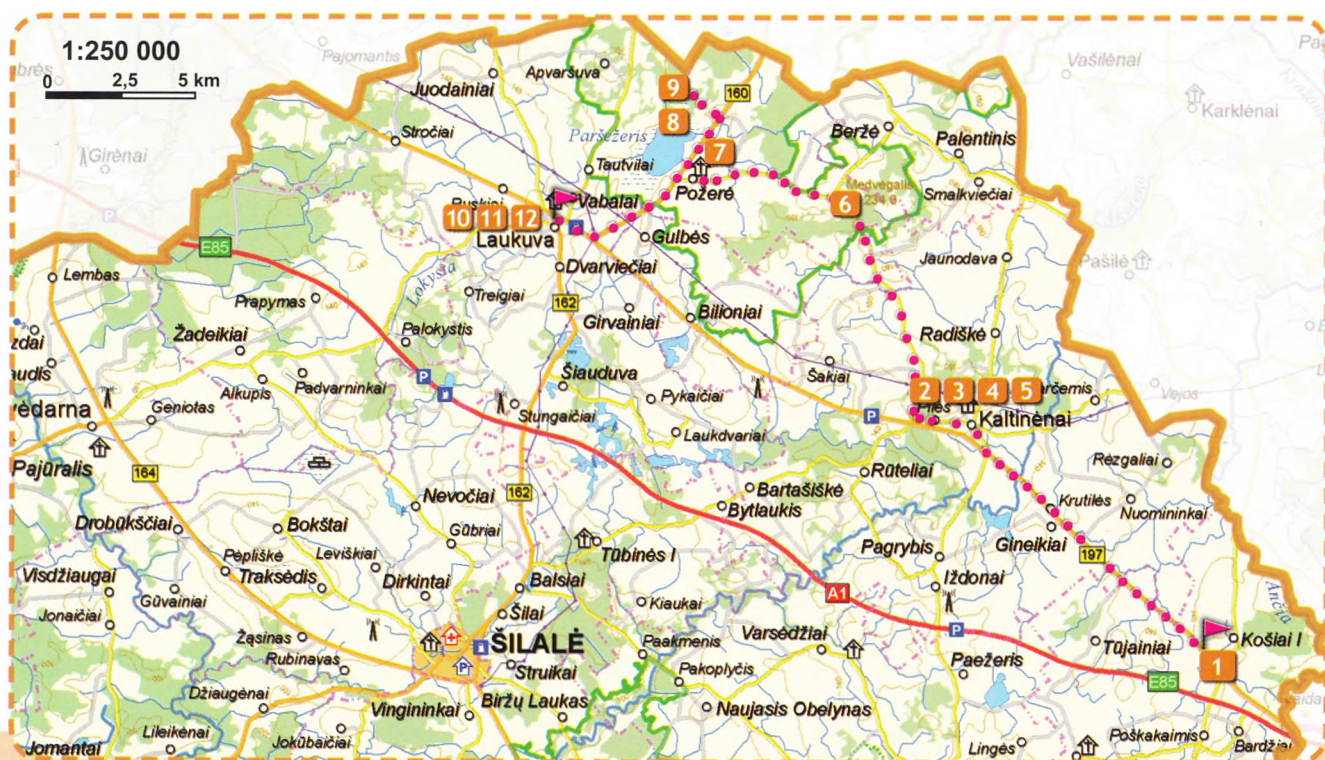 1:250 000
0 2,5 5 km
Pajomantis
Vašilėnai
Karklėnai
Girėnai
Juodainiai
Apvaršuva
9
160
8
Stročiai
Paršežeris
Beržė
Palentinis
Tautvilai
7
Požerė
Medvėgalis
Smalkviečiai
6
Vabalai
10 11 12
Laukuva
Gulbės
E85
Lembas
Dvarviečiai
Jaunodava
Pašilė
Lokysta
Prapymas
Treigiai
162
Girvainiai
Bilioniai
Radiškė
Žadeikiai
Palokystis
P
Šiauduva
Šakiai
Alkupis
Padvarninkai
2 3 4 5
Vejos
Pykaičiai
Geniotas
Stungaičiai
P
Kaltinėnai
Laukdvariai
Pajūralis
164
Rūteliai
Rėzgaliai
Nevočiai
162
Bartašiškė
Bytlaukis
Krutilės
Nuomininkai
Drobūkščiai
Bokštai
Gūbriai
Tūbinės I
Pagrybis
Gineikiai
Pėpliškė
Leviškiai
197
Visdžiaugai
Traksėdis
Dirkintai
Balsiai
Iždonai
Gūvainiai
Kiaukai
A1
Ančia
Jonaičiai
Šilai
Žąsinas
ŠILALĖ
Paakmenis
Varsėdžiai
P
Tūjainiai
Košiai I
Rubinavas
Struikai
Pakoplyčis
Paežeris
1
E85
Džiaugėnai
Biržų Laukas
Vingininkai
Naujasis Obelynas
Jomantai
Lileikėnai
Jokūbaičiai
Lingės
Poškakaimis
Bardžiai